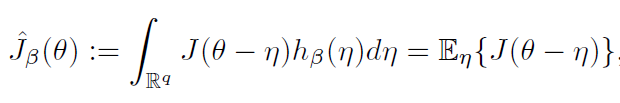 Ĵ_β(θ) := ∫_{ℝ^q} J(θ − η)h_β(η)dη = 𝔼_η{J(θ − η)},